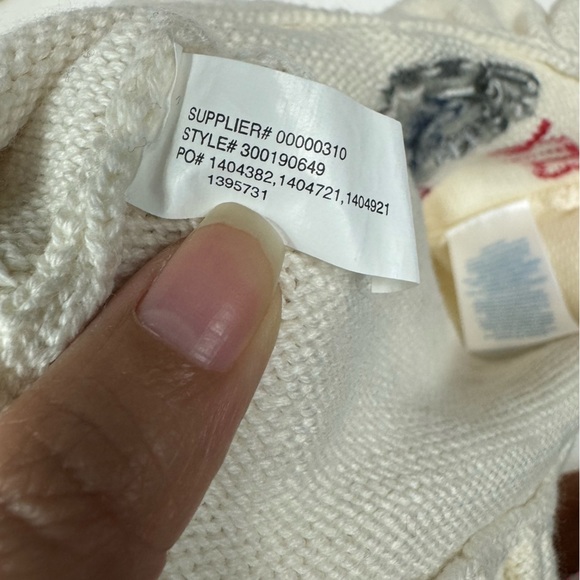 SUPPLIER# 00000310
STYLE# 300190649
PO# 1404382,1404721,1404921
1395731